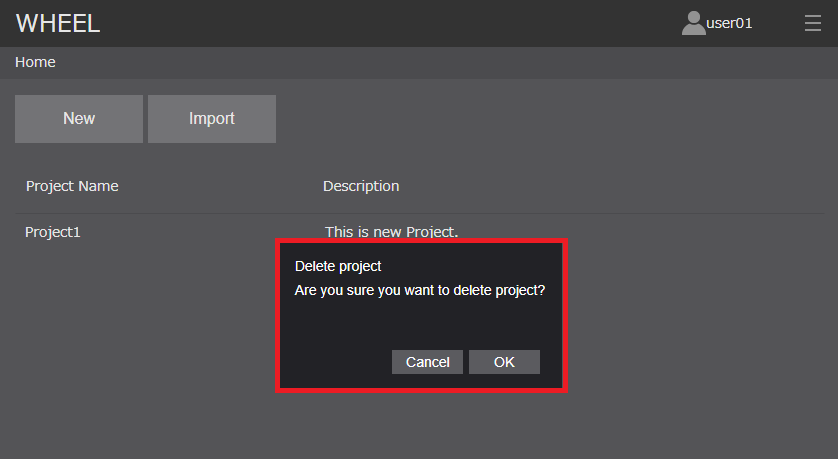 WHEEL
user01
Home
New Import
Project Name Description
Project1 This is new Project.
Delete project
Are you sure you want to delete project?
Cancel OK